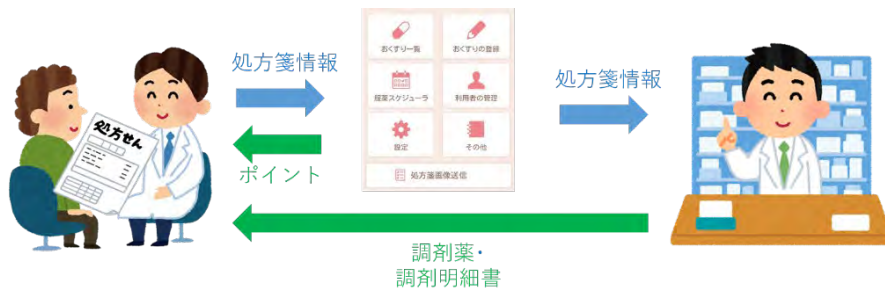 処方箋情報
処方せん
ポイント
おくすり一覧
おくすりの登録
服薬スケジューラ
利用者の管理
設定
その他
処方箋画像送信
処方箋情報
調剤薬・
調剤明細書